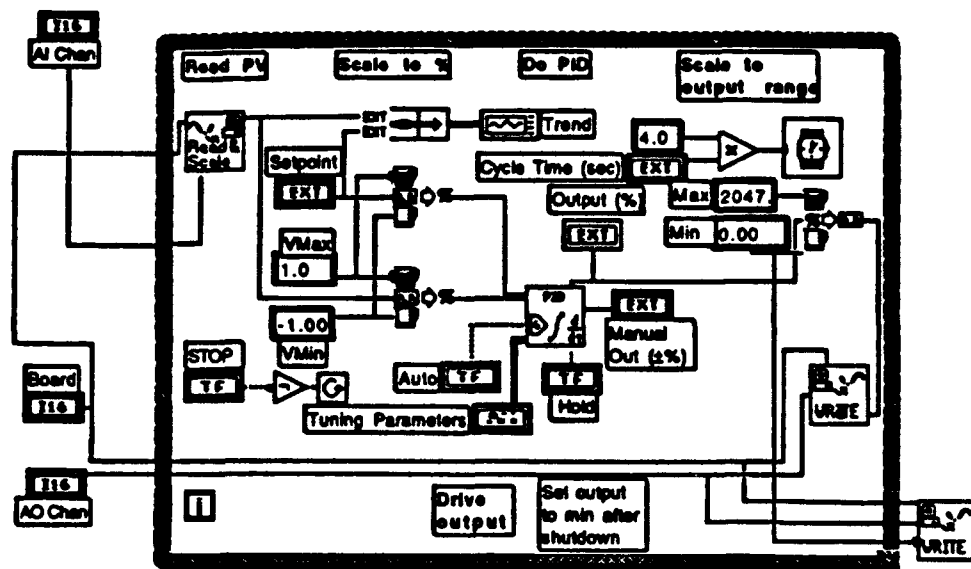 I16
AI Chan
Read PV
Scale to %
Do PID
Scale to
output range
Read &
Scale
EXT
EXT
Trend
4.0
Cycle Time (sec)
EXT
Setpoint
EXT
Output (%)
EXT
Max
2047.
Min
0.00
VMax
1.0
-1.00
VMin
PID
EXT
Manual
Out (±%)
STOP
TF
Auto
TF
TF
Hold
Tuning Parameters
Board
I16
WRITE
I16
AO Chan
i
Drive
output
Set output
to min after
shutdown
WRITE